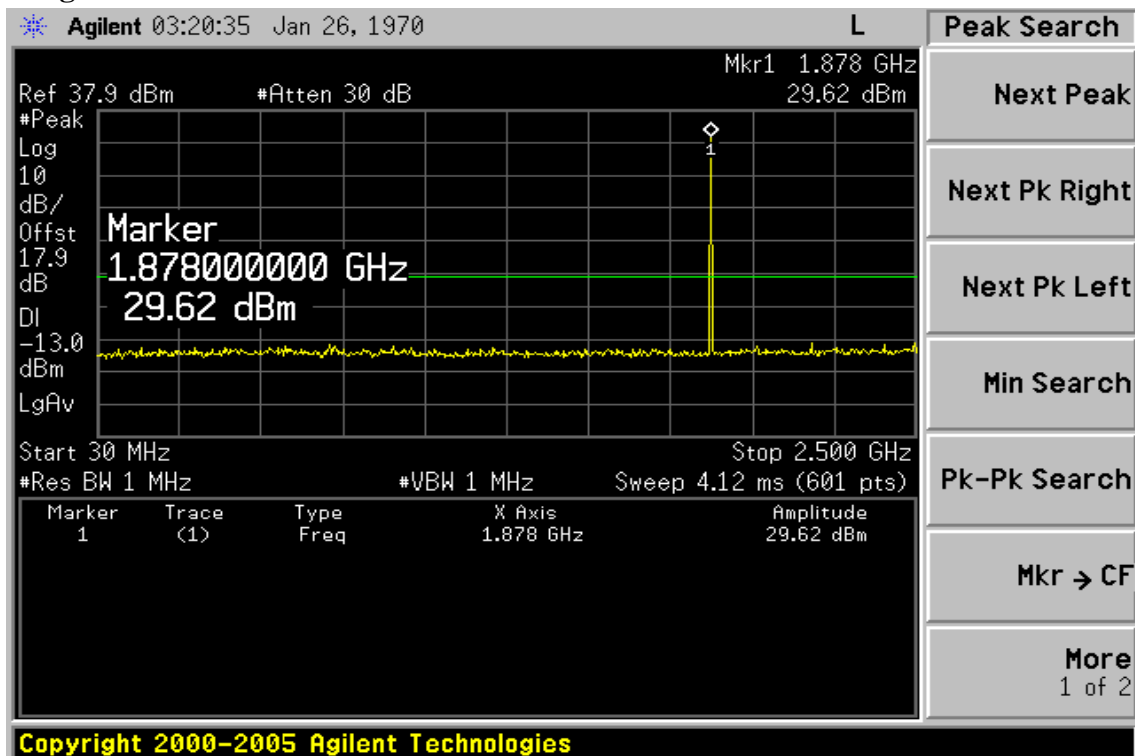 Agilent 03:20:35 Jan 26, 1970 L Peak Search
Mkr1 1.878 GHz
Ref 37.9 dBm #Atten 30 dB 29.62 dBm
#Peak
Log
10
dB/
Offst
17.9
dB
DI
-13.0
dBm
LgAv
1
Marker
1.878000000 GHz
29.62 dBm
Start 30 MHz Stop 2.500 GHz
#Res BW 1 MHz #VBW 1 MHz Sweep 4.12 ms (601 pts)
Marker Trace Type X Axis Amplitude
1 (1) Freq 1.878 GHz 29.62 dBm
Next Peak
Next Pk Right
Next Pk Left
Min Search
Pk-Pk Search
Mkr → CF
More
1 of 2
Copyright 2000-2005 Agilent Technologies